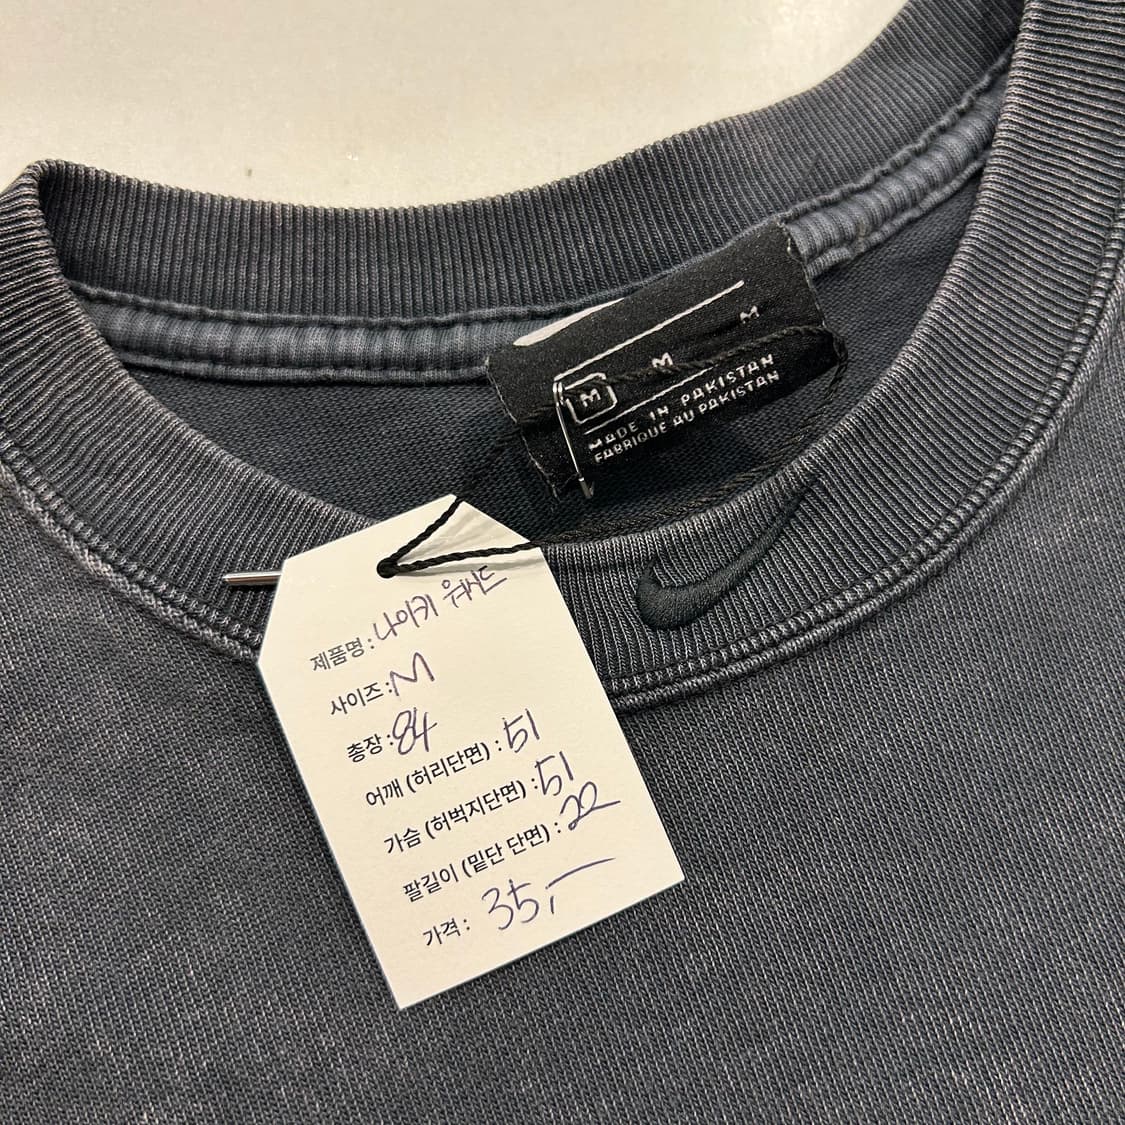 M
M
M
MADE IN PAKISTAN
FABRIQUE AU PAKISTAN
제품명 : 나이키 워시드
사이즈 : M
총장 : 84
어깨 (허리단면) : 51
가슴 (허벅지단면) : 51
팔길이 (밑단 단면) : 22
가격 : 35,—